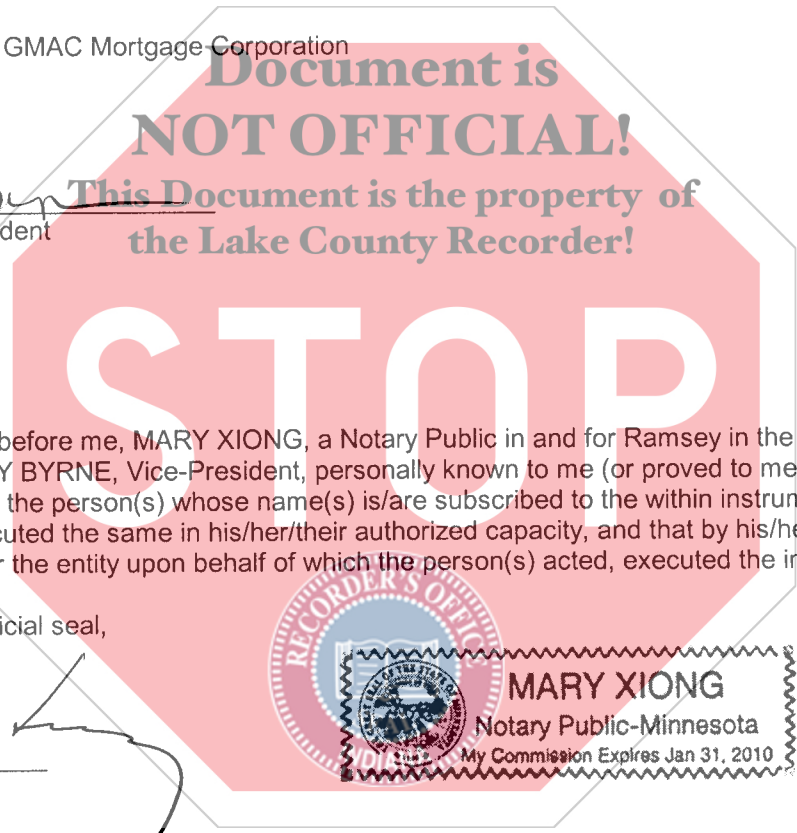 GMAC Mortgage Corporation
Document is
NOT OFFICIAL!
This Document is the property of
the Lake County Recorder!
dent
STOP
before me, MARY XIONG, a Notary Public in and for Ramsey in the
Y BYRNE, Vice-President, personally known to me (or proved to me
the person(s) whose name(s) is/are subscribed to the within instrum
cuted the same in his/her/their authorized capacity, and that by his/he
r the entity upon behalf of which the person(s) acted, executed the in
icial seal,
RECORDER'S OFFICE
INDIANA
MARY XIONG
Notary Public-Minnesota
My Commission Expires Jan 31, 2010